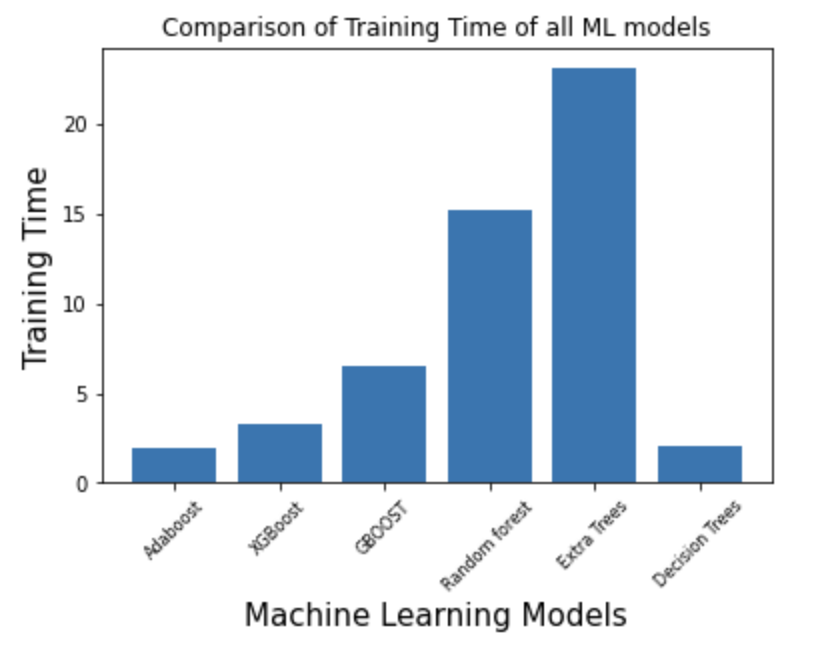 Comparison of Training Time of all ML models
Training Time
20
15
10
5
0
Adaboost
XGBoost
GBOOST
Random forest
Extra Trees
Decision Trees
Machine Learning Models